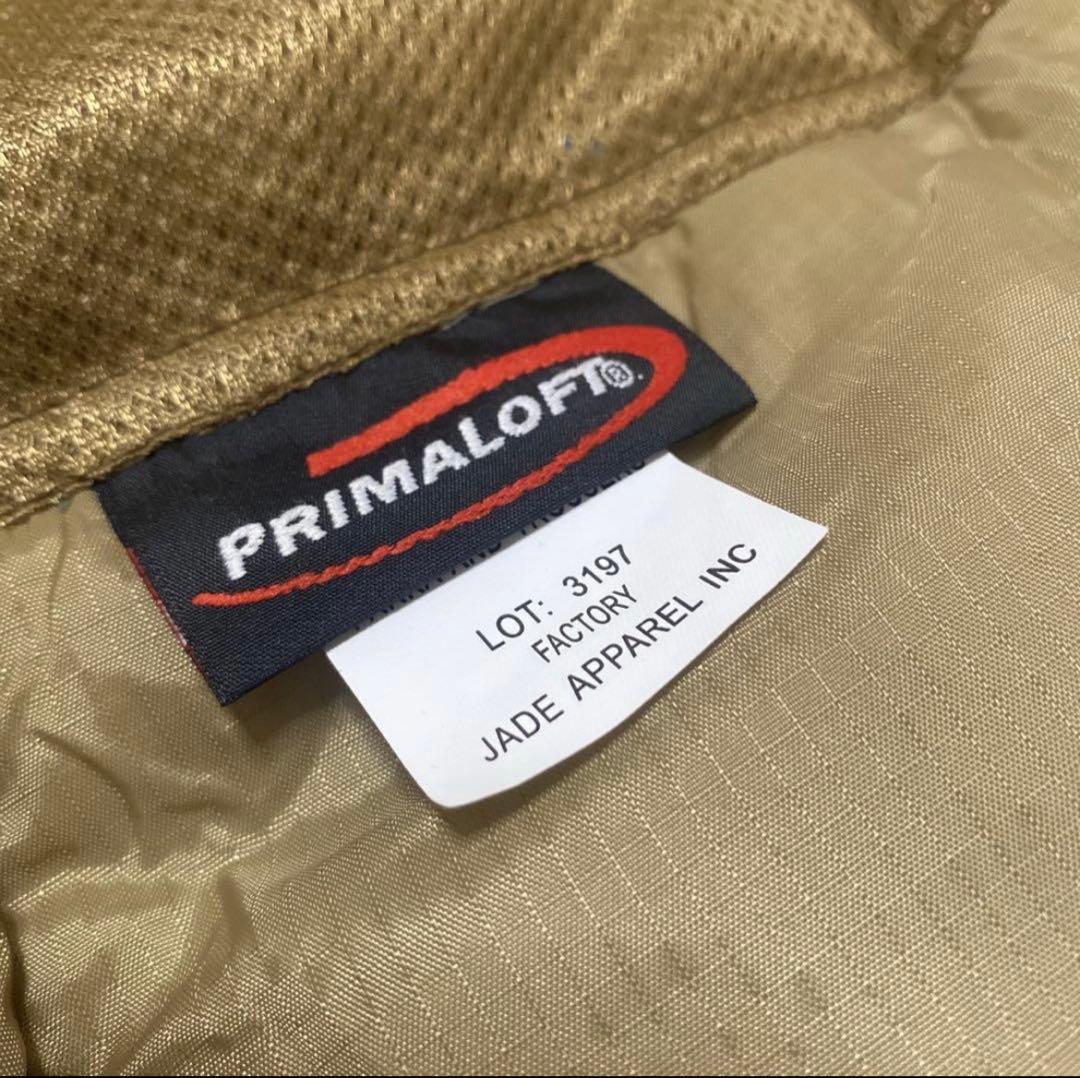 PRIMALOFT®
LOT: 3197
FACTORY
JADE APPAREL INC